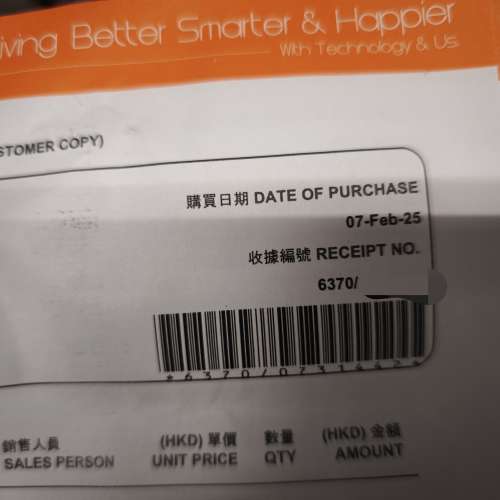 iving Better Smarter & Happier
With Technology & Us
STOMER COPY)
購買日期 DATE OF PURCHASE
07-Feb-25
收據編號 RECEIPT NO.
6370/
銷售人員 (HKD) 單價 數量 (HKD) 金額
SALES PERSON UNIT PRICE QTY AMOUNT